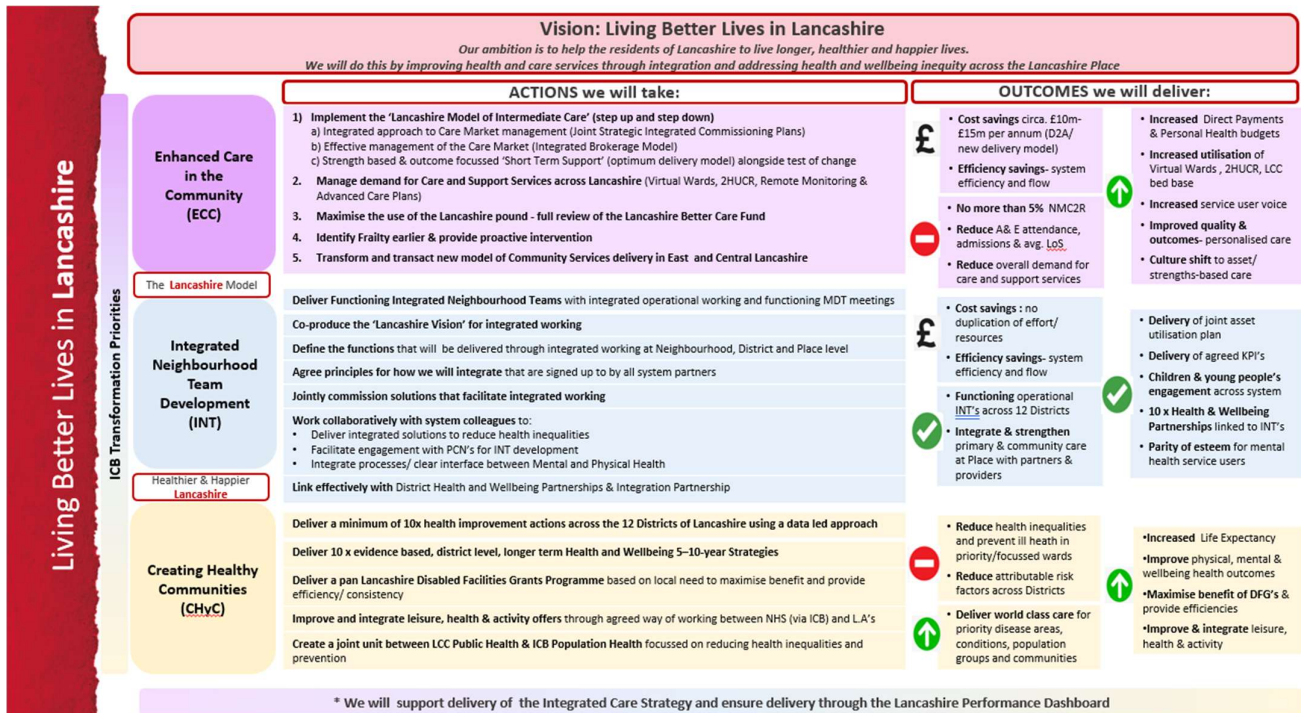 Living Better Lives in Lancashire
ICB Transformation Priorities
Vision: Living Better Lives in Lancashire
Our ambition is to help the residents of Lancashire to live longer, healthier and happier lives.
We will do this by improving health and care services through integration and addressing health and wellbeing inequity across the Lancashire Place
ACTIONS we will take:
OUTCOMES we will deliver:
Enhanced Care
in the
Community
(ECC)
1) Implement the ‘Lancashire Model of Intermediate Care’ (step up and step down)
a) Integrated approach to Care Market management (Joint Strategic Integrated Commissioning Plans)
b) Effective management of the Care Market (Integrated Brokerage Model)
c) Strength based & outcome focussed ‘Short Term Support’ (optimum delivery model) alongside test of change
2. Manage demand for Care and Support Services across Lancashire (Virtual Wards, 2HUCR, Remote Monitoring &
Advanced Care Plans)
3. Maximise the use of the Lancashire pound - full review of the Lancashire Better Care Fund
4. Identify Frailty earlier & provide proactive intervention
5. Transform and transact new model of Community Services delivery in East and Central Lancashire
£
• Cost savings circa. £10m-
£15m per annum (D2A/
new delivery model)
• Efficiency savings- system
efficiency and flow
• No more than 5% NMC2R
• Reduce A& E attendance,
admissions & avg. LoS
• Reduce overall demand for
care and support services
• Increased Direct Payments
& Personal Health budgets
• Increased utilisation of
Virtual Wards , 2HUCR, LCC
bed base
• Increased service user voice
• Improved quality &
outcomes- personalised care
• Culture shift to asset/
strengths-based care
The Lancashire Model
Integrated
Neighbourhood
Team
Development
(INT)
Deliver Functioning Integrated Neighbourhood Teams with integrated operational working and functioning MDT meetings
Co-produce the ‘Lancashire Vision’ for integrated working
Define the functions that will be delivered through integrated working at Neighbourhood, District and Place level
Agree principles for how we will integrate that are signed up to by all system partners
Jointly commission solutions that facilitate integrated working
Work collaboratively with system colleagues to:
• Deliver integrated solutions to reduce health inequalities
• Facilitate engagement with PCN’s for INT development
• Integrate processes/ clear interface between Mental and Physical Health
Link effectively with District Health and Wellbeing Partnerships & Integration Partnership
£
• Cost savings : no
duplication of effort/
resources
• Efficiency savings- system
efficiency and flow
• Functioning operational
INT’s across 12 Districts
• Integrate & strengthen
primary & community care
at Place with partners &
providers
• Delivery of joint asset
utilisation plan
• Delivery of agreed KPI’s
• Children & young people’s
engagement across system
• 10 x Health & Wellbeing
Partnerships linked to INT’s
• Parity of esteem for mental
health service users
Healthier & Happier
Lancashire
Creating Healthy
Communities
(CHyC)
Deliver a minimum of 10x health improvement actions across the 12 Districts of Lancashire using a data led approach
Deliver 10 x evidence based, district level, longer term Health and Wellbeing 5–10-year Strategies
Deliver a pan Lancashire Disabled Facilities Grants Programme based on local need to maximise benefit and provide
efficiency/ consistency
Improve and integrate leisure, health & activity offers through agreed way of working between NHS (via ICB) and L.A’s
Create a joint unit between LCC Public Health & ICB Population Health focussed on reducing health inequalities and
prevention
• Reduce health inequalities
and prevent ill heath in
priority/focussed wards
• Reduce attributable risk
factors across Districts
• Deliver world class care for
priority disease areas,
conditions, population
groups and communities
•Increased Life Expectancy
•Improve physical, mental &
wellbeing health outcomes
•Maximise benefit of DFG’s &
provide efficiencies
•Improve & integrate leisure,
health & activity
* We will support delivery of the Integrated Care Strategy and ensure delivery through the Lancashire Performance Dashboard